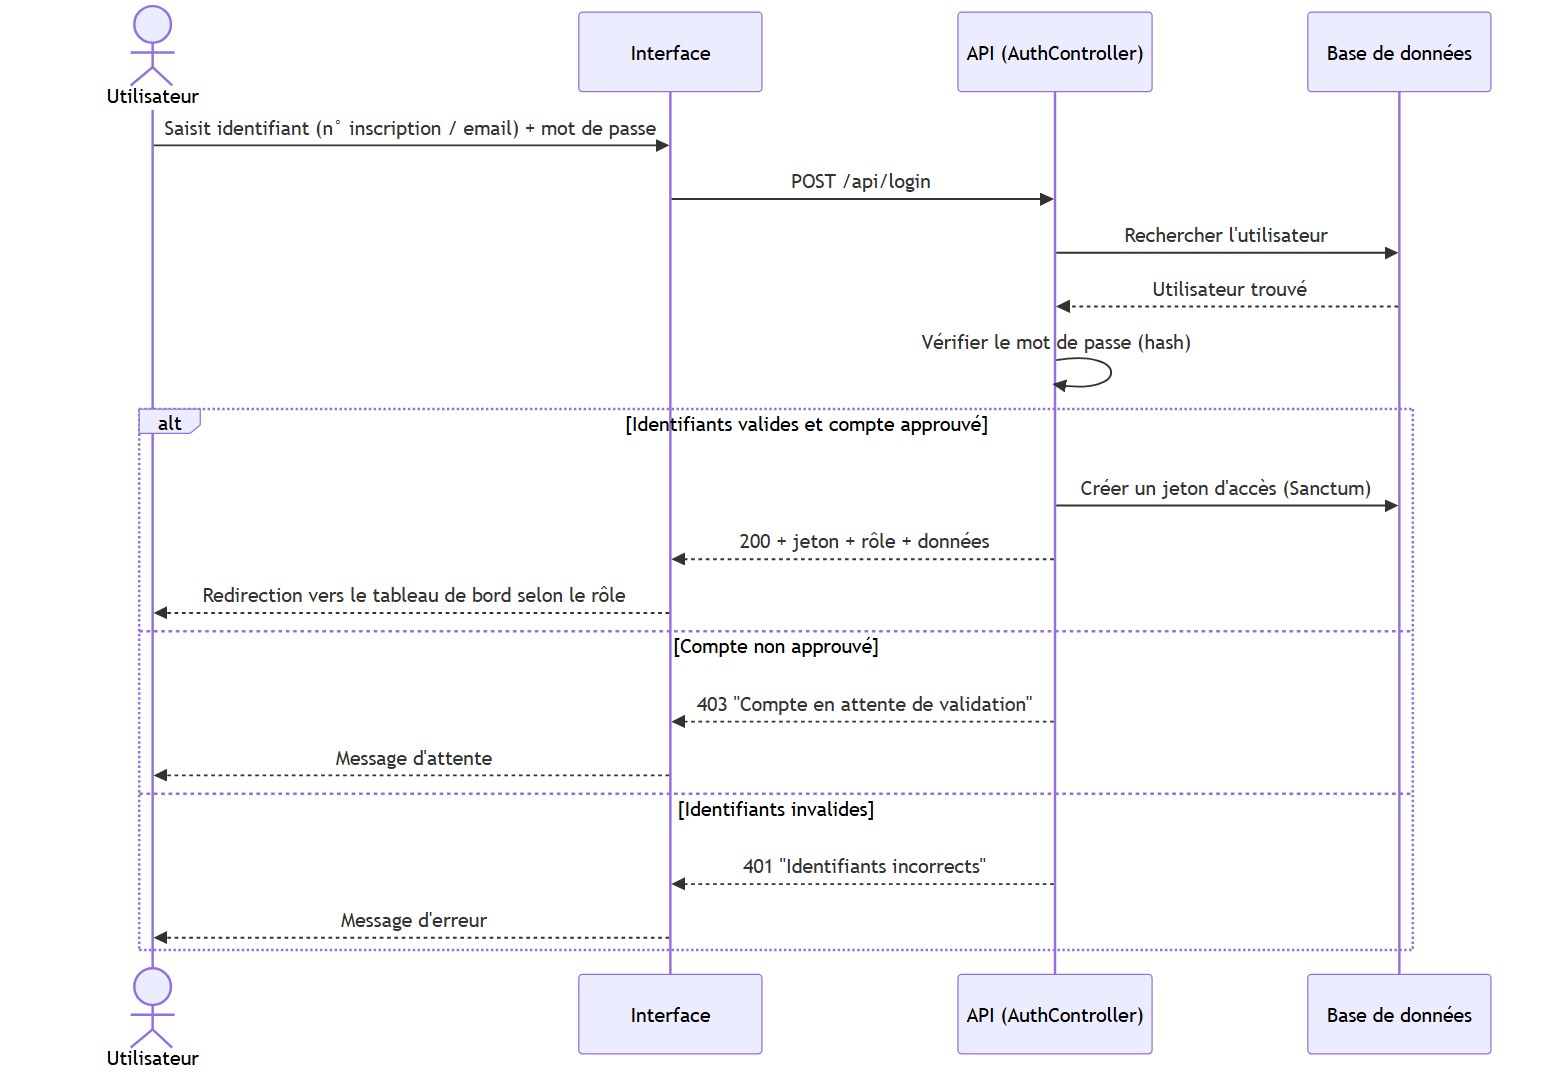 Utilisateur
Interface
API (AuthController)
Base de données
Saisit identifiant (n° inscription / email) + mot de passe
POST /api/login
Rechercher l'utilisateur
Utilisateur trouvé
Vérifier le mot de passe (hash)
alt
[Identifiants valides et compte approuvé]
Créer un jeton d'accès (Sanctum)
200 + jeton + rôle + données
Redirection vers le tableau de bord selon le rôle
[Compte non approuvé]
403 "Compte en attente de validation"
Message d'attente
[Identifiants invalides]
401 "Identifiants incorrects"
Message d'erreur
Utilisateur
Interface
API (AuthController)
Base de données